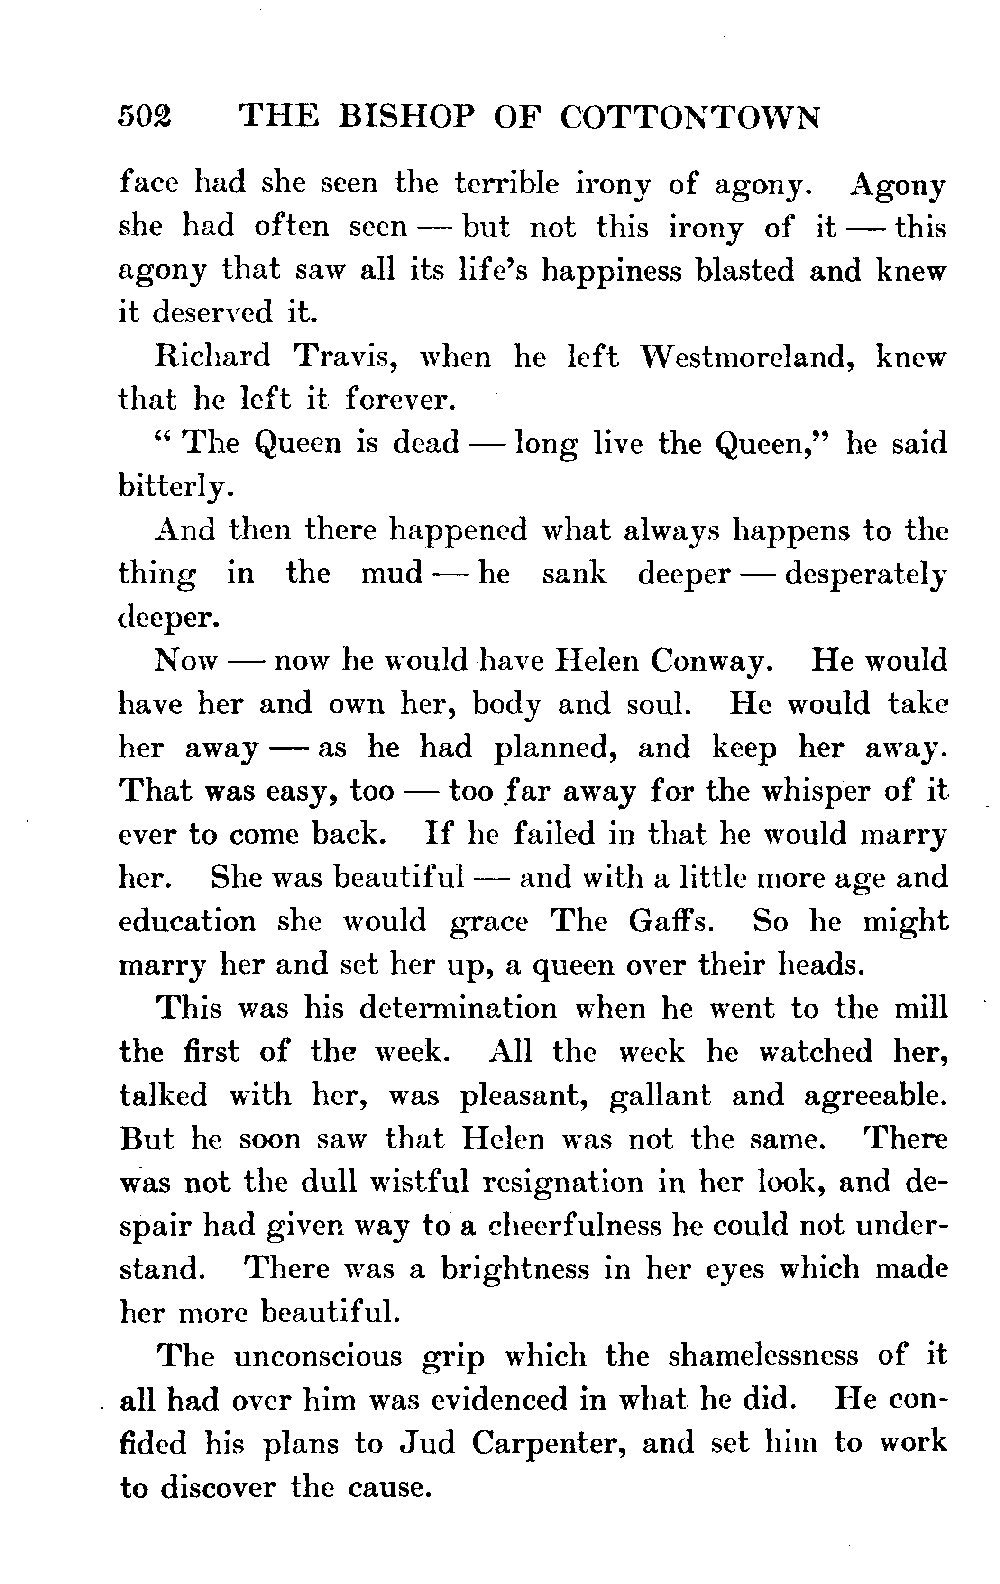 502 THE BISHOP OF COTTONTOWN
face had she seen the terrible irony of agony. Agony
she had often seen — but not this irony of it — this
agony that saw all its life's happiness blasted and knew
it deserved it.
Richard Travis, when he left Westmoreland, knew
that he left it forever.
" The Queen is dead — long live the Queen," he said
bitterly.
And then there happened what always happens to the
thing in the mud — he sank deeper — desperately
deeper.
Now — now he would have Helen Conway. He would
have her and own her, body and soul. He would take
her away — as he had planned, and keep her away.
That was easy, too — too far away for the whisper of it
ever to come back. If he failed in that he would marry
her. She was beautiful — and with a little more age and
education she would grace The Gaffs. So he might
marry her and set her up, a queen over their heads.
This was his determination when he went to the mill
the first of the week. All the week he watched her,
talked with her, was pleasant, gallant and agreeable.
But he soon saw that Helen was not the same. There
was not the dull wistful resignation in her look, and de-
spair had given way to a cheerfulness he could not under-
stand. There was a brightness in her eyes which made
her more beautiful.
The unconscious grip which the shamelessness of it
all had over him was evidenced in what he did. He con-
fided his plans to Jud Carpenter, and set him to work
to discover the cause.